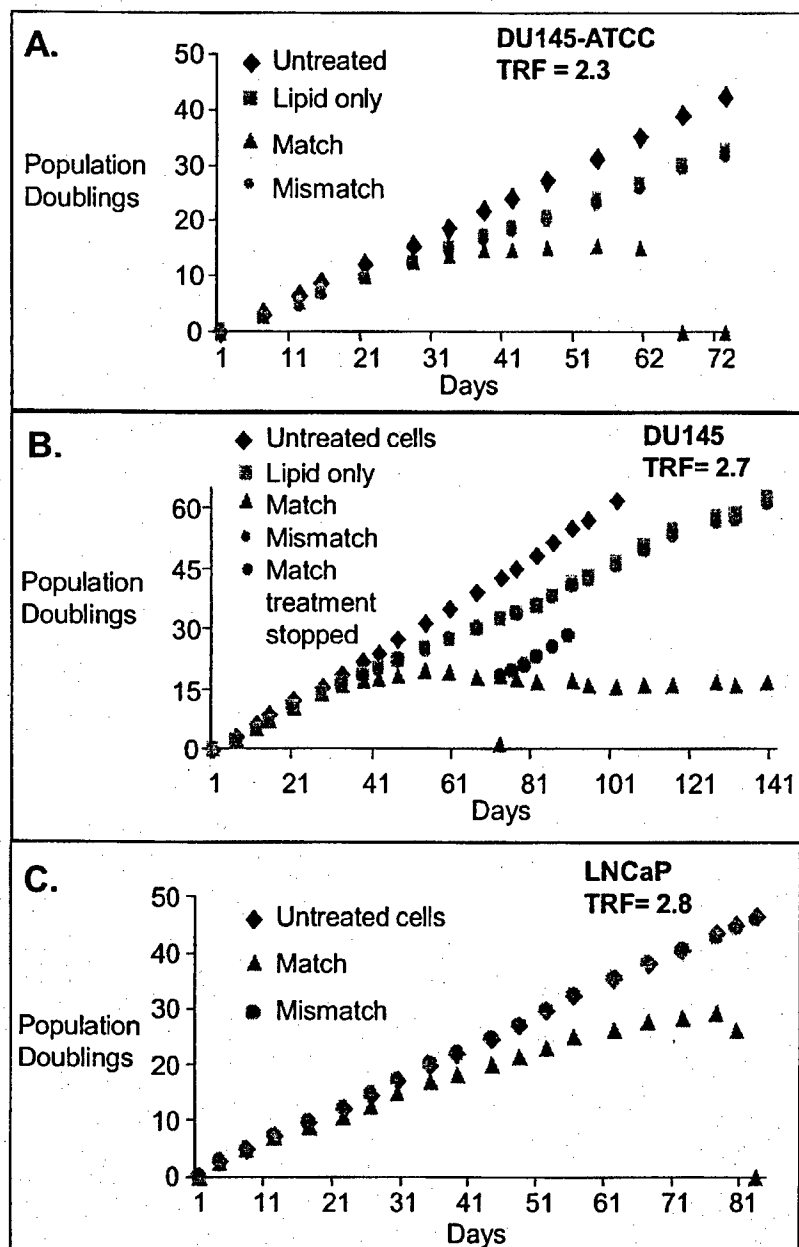 A.
DU145-ATCC
TRF = 2.3
Untreated
Lipid only
Match
Mismatch
Population
Doublings
50
40
30
20
10
0
1 11 21 31 41 51 62 72
Days
B.
DU145
TRF= 2.7
Untreated cells
Lipid only
Match
Mismatch
Match
treatment
stopped
Population
Doublings
60
45
30
15
0
1 21 41 61 81 101 121 141
Days
C.
LNCaP
TRF= 2.8
Untreated cells
Match
Mismatch
Population
Doublings
50
40
30
20
10
0
1 11 21 31 41 51 61 71 81
Days